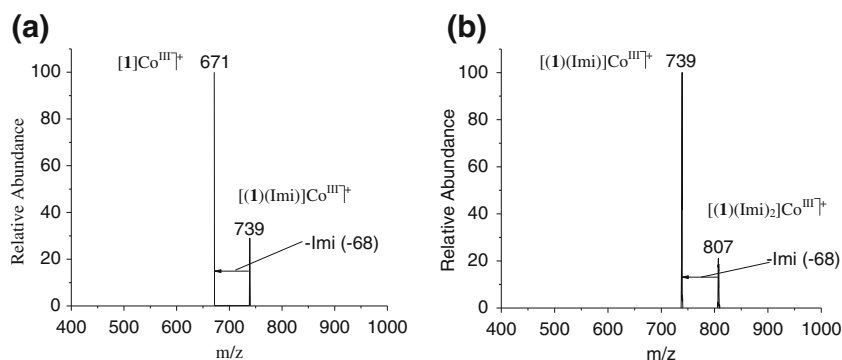 (a)
[1]Co^III⌉+ 671
100
80
60
40
20
0
Relative Abundance
[(1)(Imi)]Co^III⌉+
739
-Imi (-68)
400 500 600 700 800 900 1000
m/z
(b)
[(1)(Imi)]Co^III⌉+ 739
100
80
60
40
20
0
Relative Abundance
[(1)(Imi)₂]Co^III⌉+
807
-Imi (-68)
400 500 600 700 800 900 1000
m/z